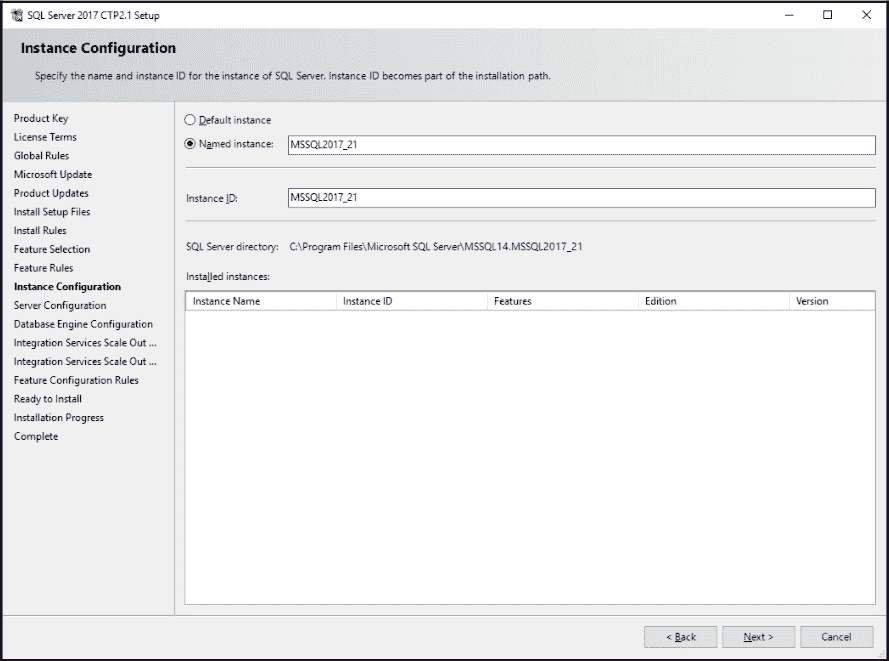 SQL Server 2017 CTP2.1 Setup
Instance Configuration
Specify the name and instance ID for the instance of SQL Server. Instance ID becomes part of the installation path.
Product Key
License Terms
Global Rules
Microsoft Update
Product Updates
Install Setup Files
Install Rules
Feature Selection
Feature Rules
Instance Configuration
Server Configuration
Database Engine Configuration
Integration Services Scale Out ...
Integration Services Scale Out ...
Feature Configuration Rules
Ready to Install
Installation Progress
Complete
Default instance
Named instance: MSSQL2017_21
Instance ID: MSSQL2017_21
SQL Server directory: C:\Program Files\Microsoft SQL Server\MSSQL14.MSSQL2017_21
Installed instances:
Instance Name Instance ID Features Edition Version
< Back Next > Cancel